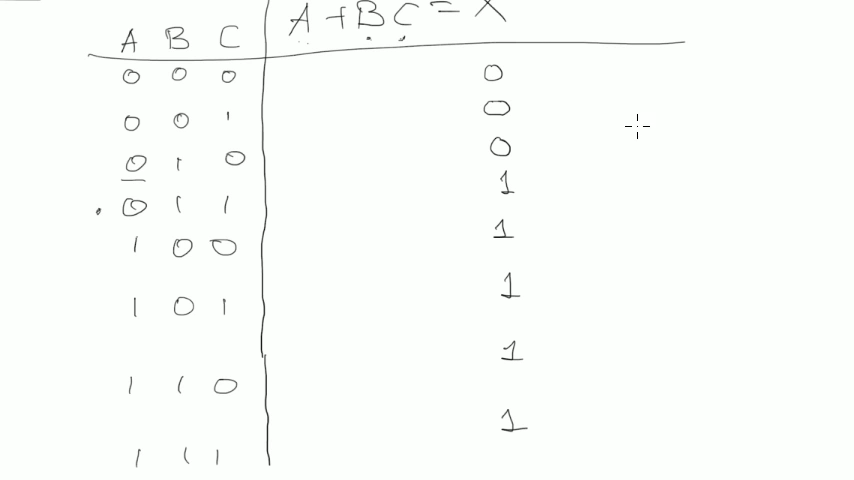 A B C A+BC = X
0 0 0 0
0 0 1 0
0 1 0 0
0 1 1 1
1 0 0 1
1 0 1 1
1 1 0 1
1 1 1 1